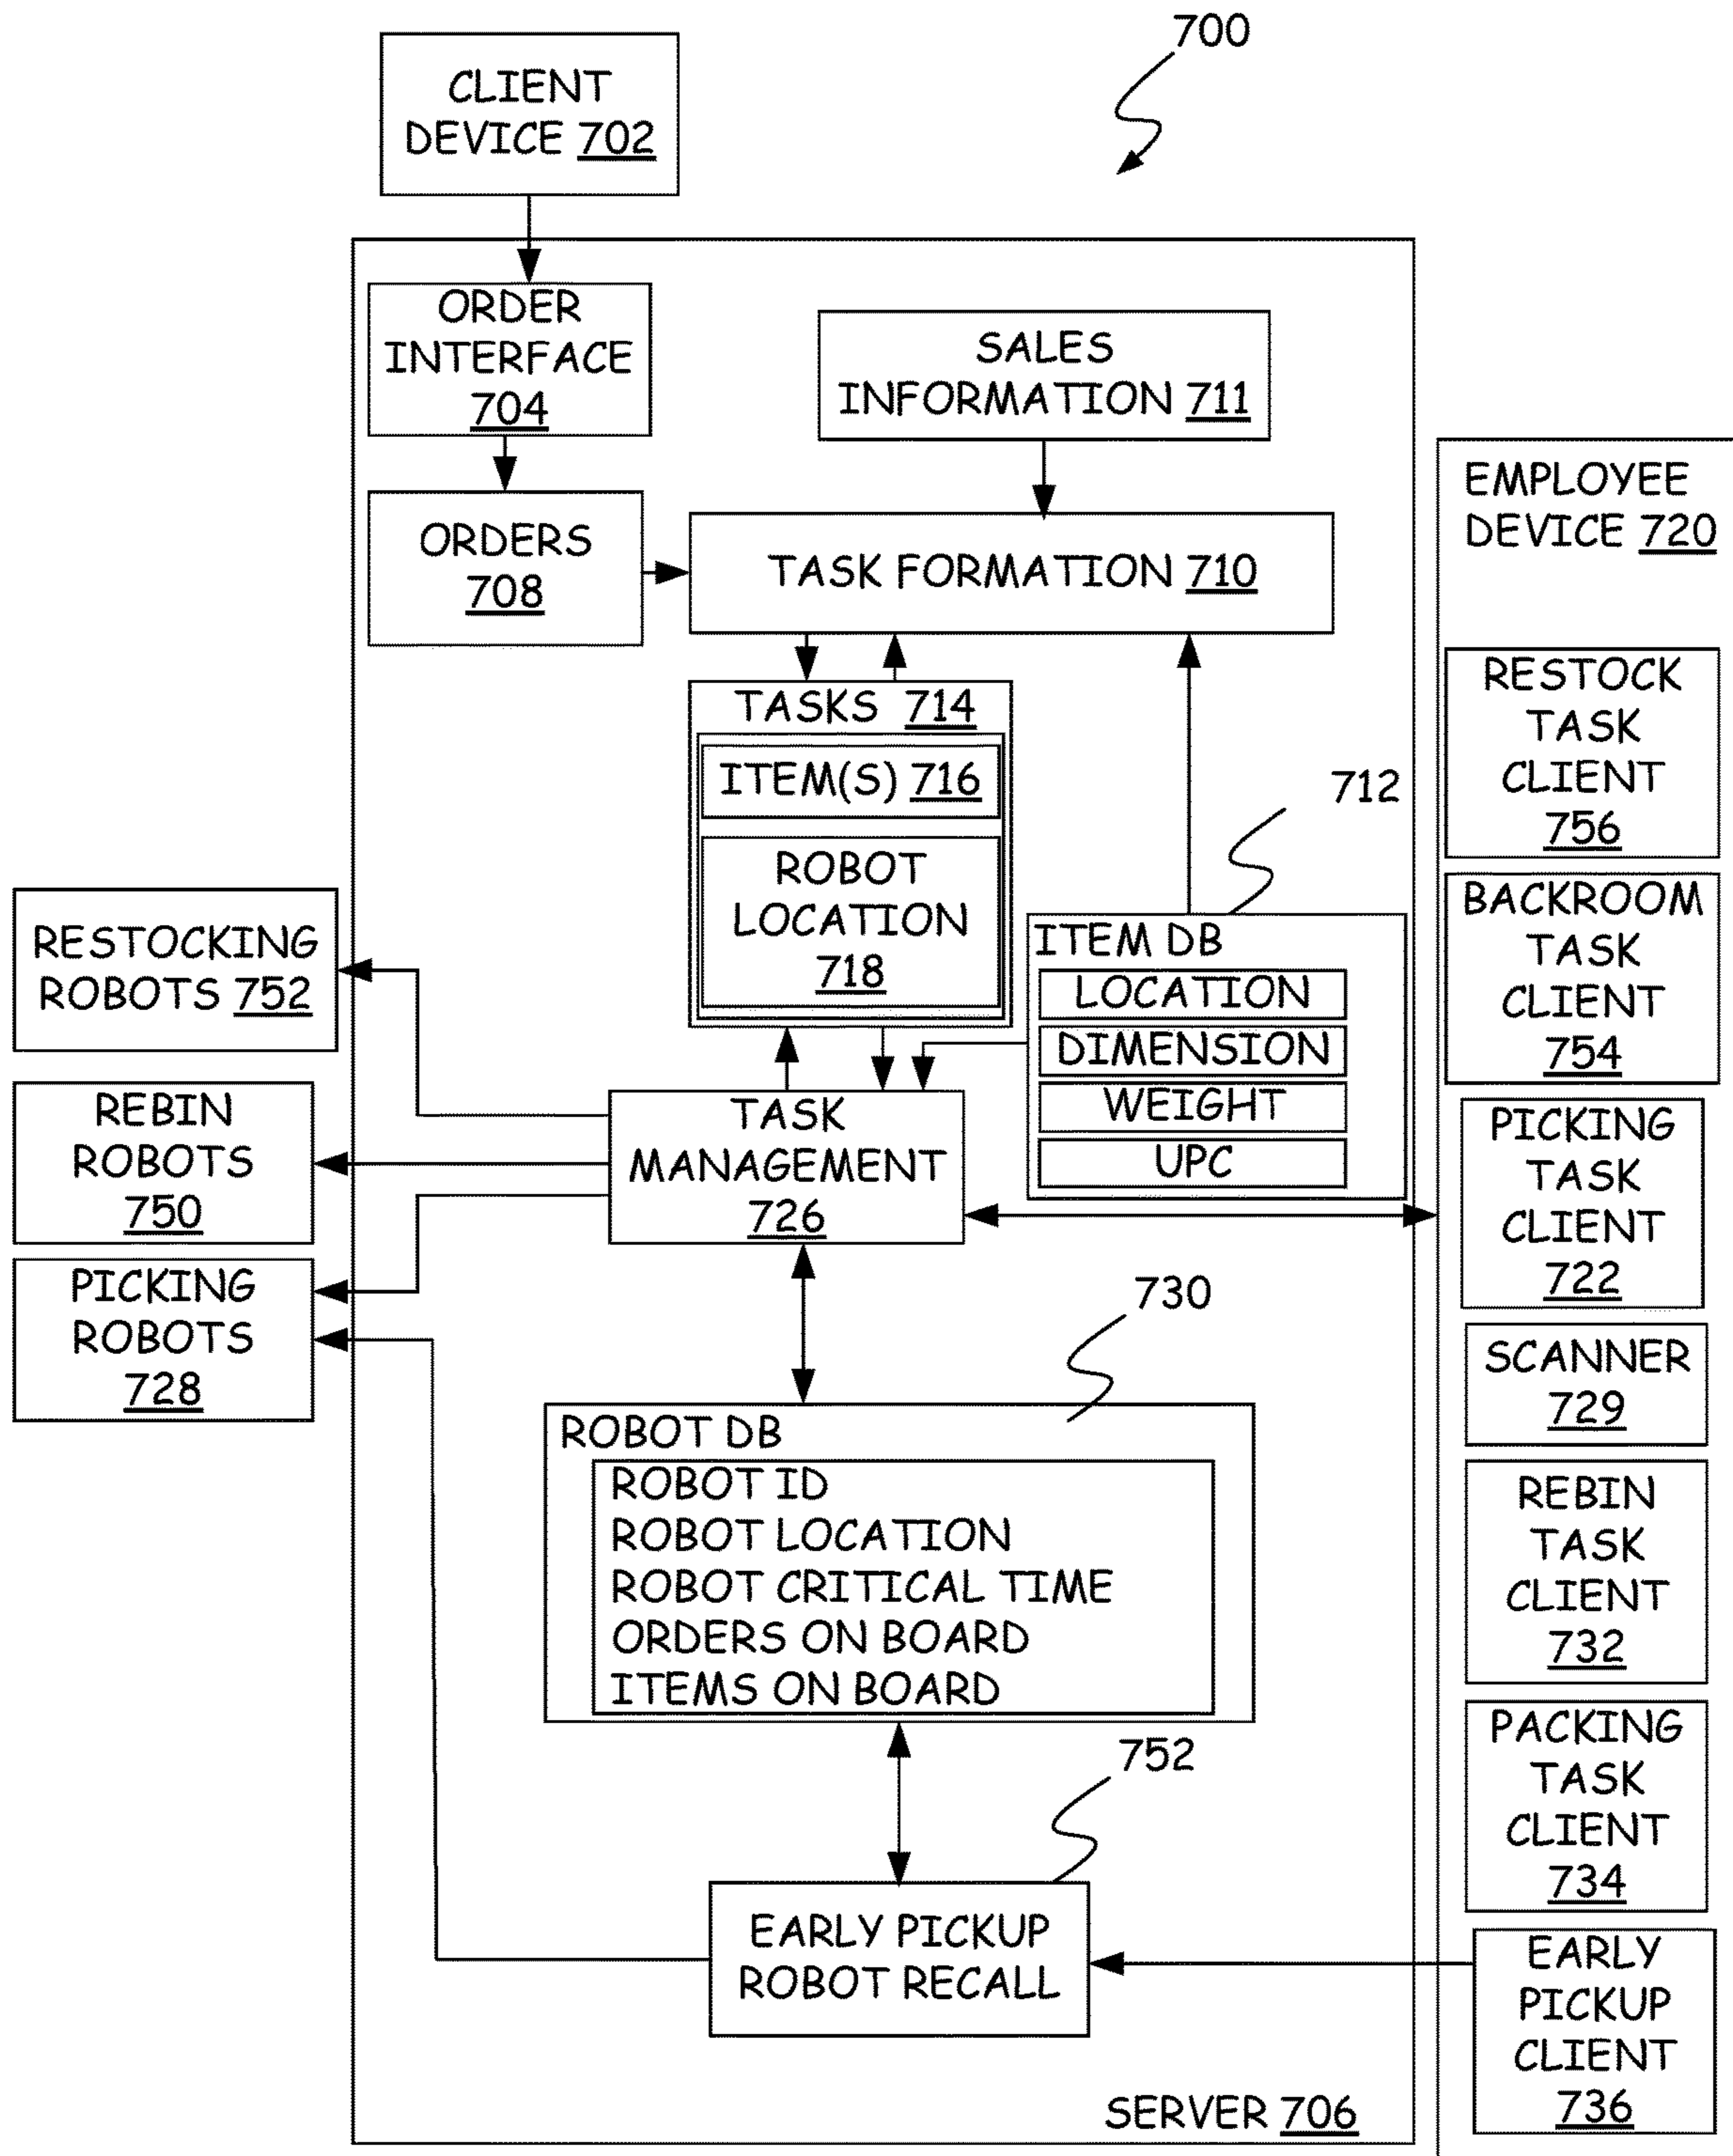 700
CLIENT
DEVICE 702
ORDER
INTERFACE
704
SALES
INFORMATION 711
ORDERS
708
TASK FORMATION 710
TASKS 714
ITEM(S) 716
ROBOT
LOCATION
718
712
ITEM DB
LOCATION
DIMENSION
WEIGHT
UPC
RESTOCKING
ROBOTS 752
REBIN
ROBOTS
750
PICKING
ROBOTS
728
TASK
MANAGEMENT
726
730
ROBOT DB
ROBOT ID
ROBOT LOCATION
ROBOT CRITICAL TIME
ORDERS ON BOARD
ITEMS ON BOARD
752
EARLY PICKUP
ROBOT RECALL
SERVER 706
EMPLOYEE
DEVICE 720
RESTOCK
TASK
CLIENT
756
BACKROOM
TASK
CLIENT
754
PICKING
TASK
CLIENT
722
SCANNER
729
REBIN
TASK
CLIENT
732
PACKING
TASK
CLIENT
734
EARLY
PICKUP
CLIENT
736